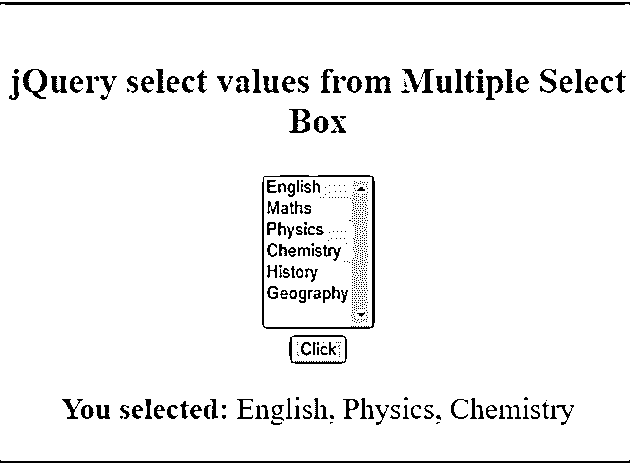 jQuery select values from Multiple Select
Box
English
Maths
Physics
Chemistry
History
Geography
Click
You selected: English, Physics, Chemistry